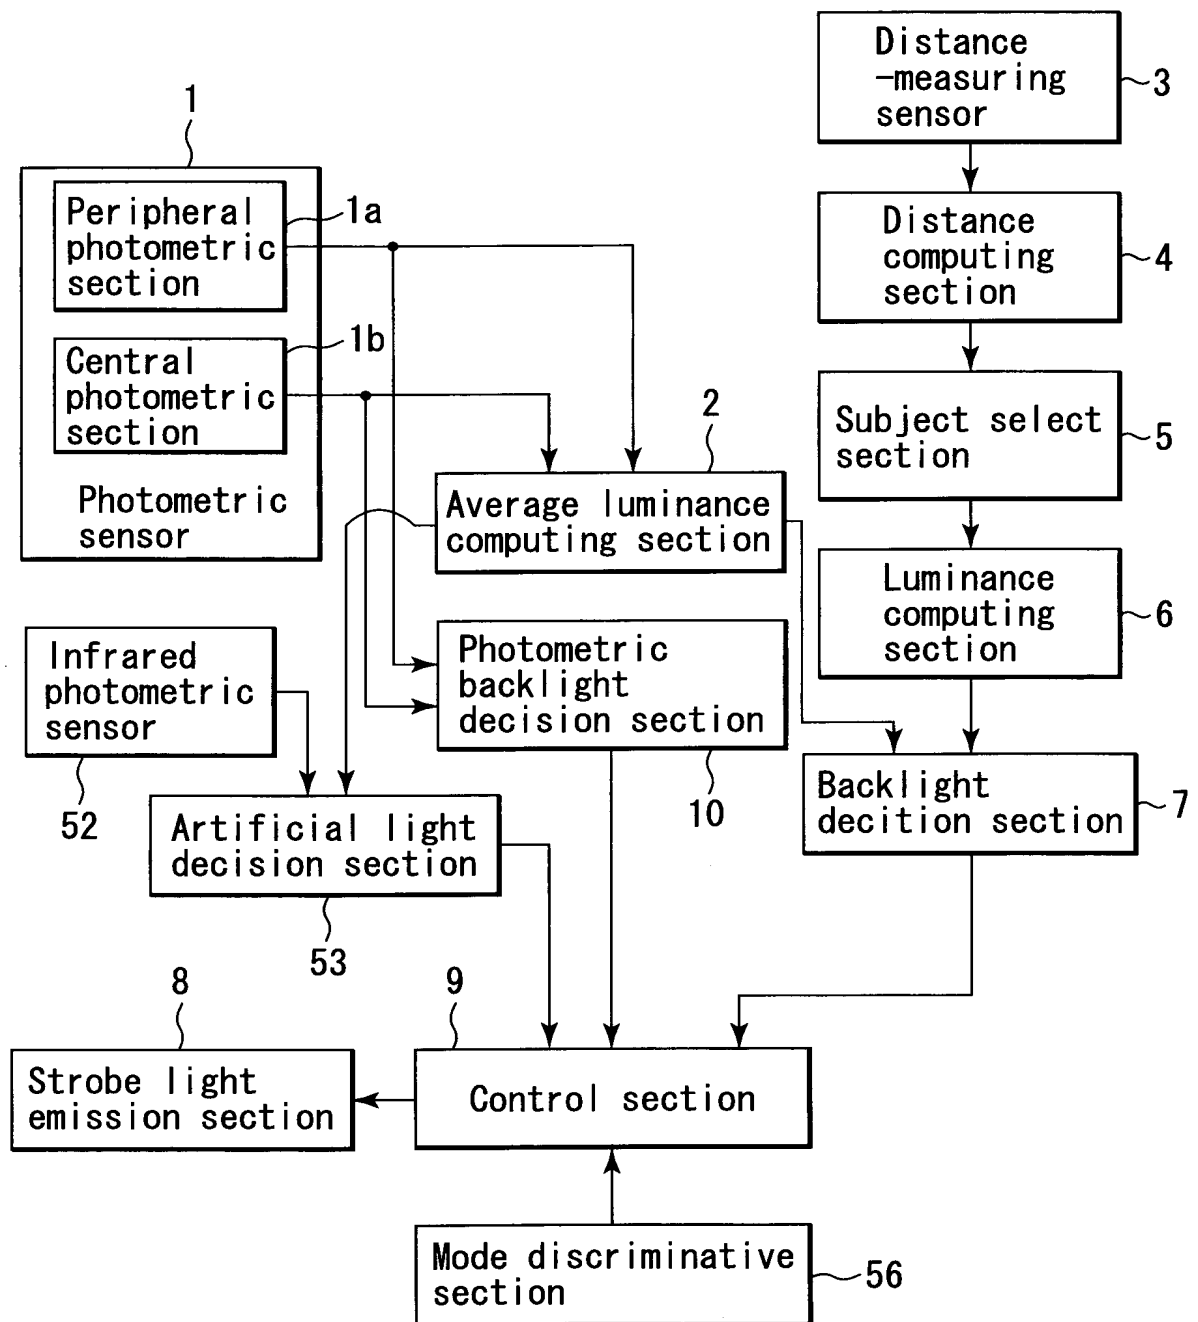 Distance
-measuring
sensor
3
1
Peripheral
photometric
section
1a
Distance
computing
section
4
Central
photometric
section
1b
Photometric
sensor
2
Average luminance
computing section
Subject select
section
5
Luminance
computing
section
6
Infrared
photometric
sensor
52
Photometric
backlight
decision section
10
Backlight
decition section
7
Artificial light
decision section
53
8
Strobe light
emission section
9
Control section
Mode discriminative
section
56